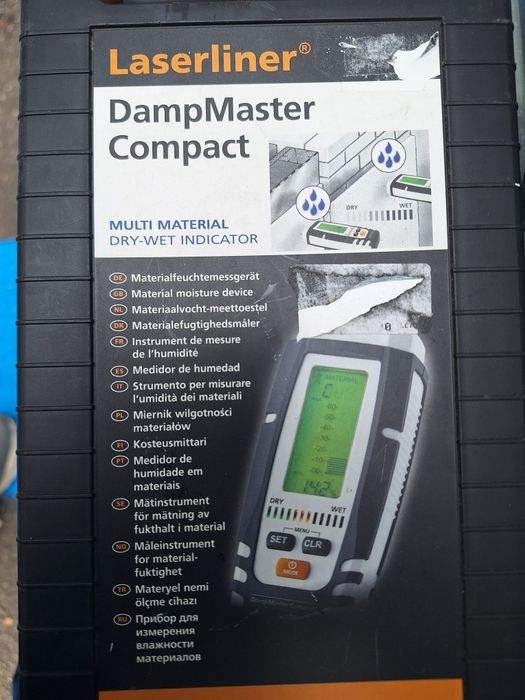 Laserliner®
DampMaster
Compact
DRY WET
MULTI MATERIAL
DRY-WET INDICATOR
DE Materialfeuchtemessgerät
GB Material moisture device
NL Materiaalvocht-meettoestel
DK Materialefugtighedsmåler
FR Instrument de mesure
de l'humidité
ES Medidor de humedad
IT Strumento per misurare
l'umidità dei materiali
PL Miernik wilgotności
materiałów
FI Kosteusmittari
PT Medidor de
humidade em
materiais
SE Mätinstrument
för mätning av
fukthalt i material
NO Måleinstrument
for material-
fuktighet
TR Materyel nemi
ölçme cihazı
RU Прибор для
измерения
влажности
материалов
MATERIAL
C
DRY WET
MENU
SET CLR
MODE